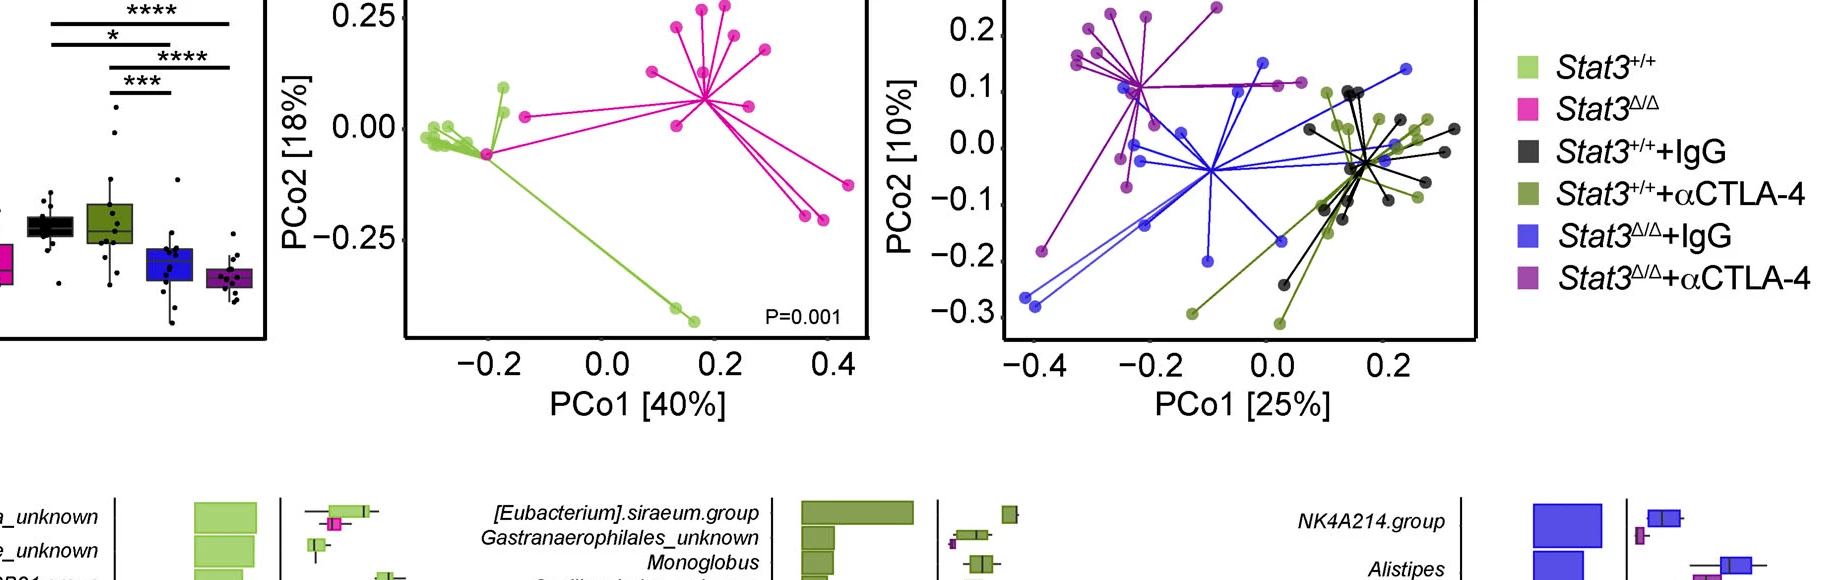 ****
*
****
***
0.25
0.00
−0.25
PCo2 [18%]
P=0.001
−0.2 0.0 0.2 0.4
PCo1 [40%]
0.2
0.1
0.0
−0.1
−0.2
−0.3
PCo2 [10%]
−0.4 −0.2 0.0 0.2
PCo1 [25%]
Stat3+/+
Stat3Δ/Δ
Stat3+/++IgG
Stat3+/++αCTLA-4
Stat3Δ/Δ+IgG
Stat3Δ/Δ+αCTLA-4
_unknown
_unknown
[Eubacterium].siraeum.group
Gastranaerophilales_unknown
Monoglobus
NK4A214.group
Alistipes